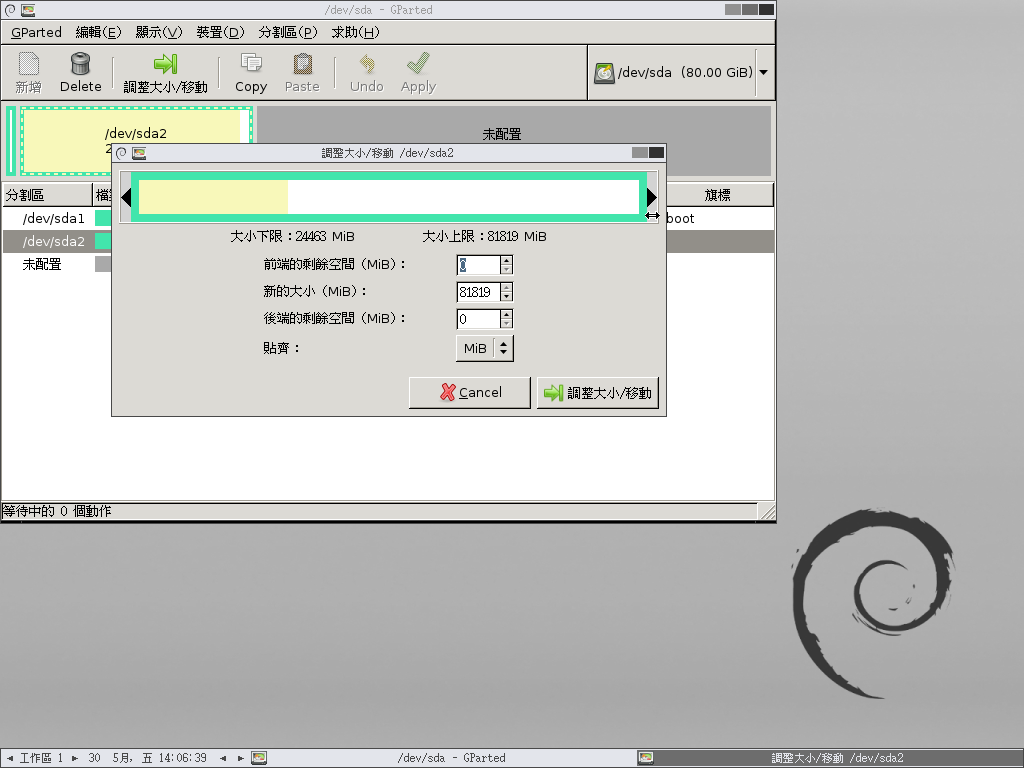 /dev/sda - GParted
GParted 編輯(E) 顯示(V) 裝置(D) 分割區(P) 求助(H)
新增 Delete 調整大小/移動 Copy Paste Undo Apply /dev/sda (80.00 GiB)
/dev/sda2
2
未配置
調整大小/移動 /dev/sda2
分割區 檔 旗標
/dev/sda1 boot
/dev/sda2
未配置
大小下限：24463 MiB 大小上限：81819 MiB
前端的剩餘空間（MiB）： 0
新的大小（MiB）： 81819
後端的剩餘空間（MiB）： 0
貼齊： MiB
Cancel 調整大小/移動
等待中的 0 個動作
工作區 1 30 5月, 五 14:06:39 /dev/sda - GParted 調整大小/移動 /dev/sda2